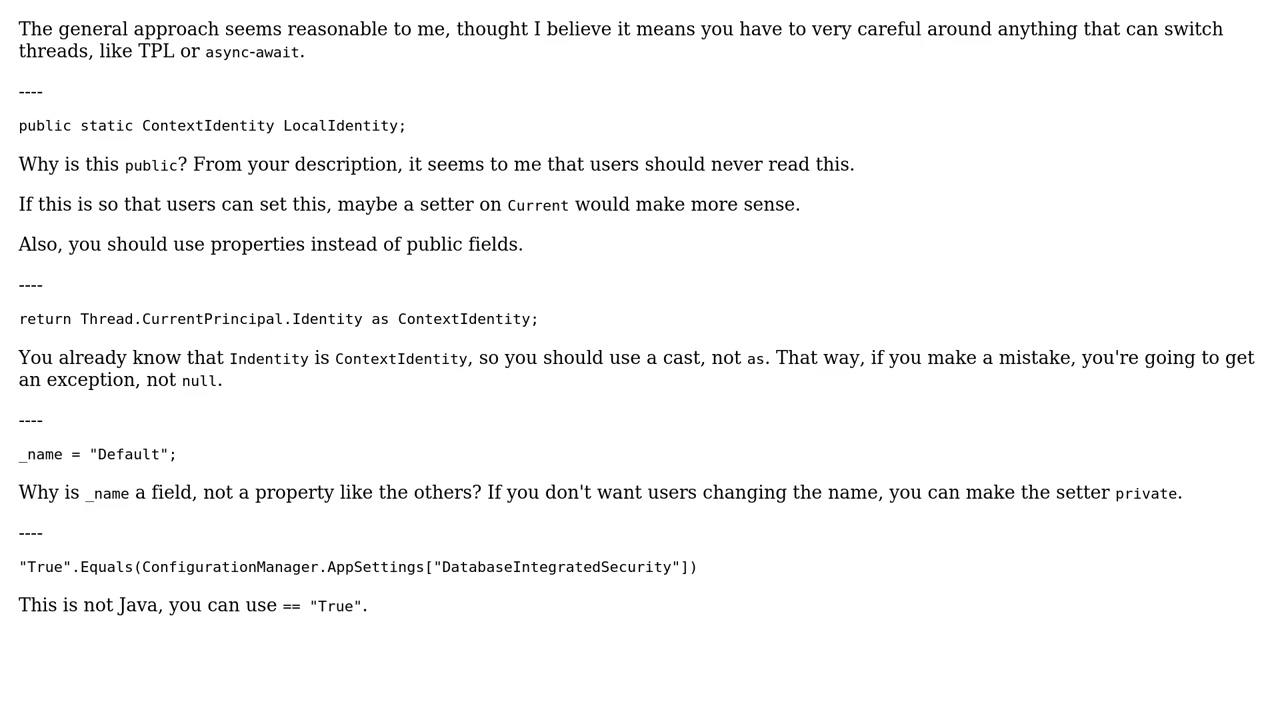 The general approach seems reasonable to me, thought I believe it means you have to very careful around anything that can switch
threads, like TPL or async-await.
----
public static ContextIdentity LocalIdentity;
Why is this public? From your description, it seems to me that users should never read this.
If this is so that users can set this, maybe a setter on Current would make more sense.
Also, you should use properties instead of public fields.
----
return Thread.CurrentPrincipal.Identity as ContextIdentity;
You already know that Indentity is ContextIdentity, so you should use a cast, not as. That way, if you make a mistake, you're going to get
an exception, not null.
----
_name = "Default";
Why is _name a field, not a property like the others? If you don't want users changing the name, you can make the setter private.
----
"True".Equals(ConfigurationManager.AppSettings["DatabaseIntegratedSecurity"])
This is not Java, you can use == "True".